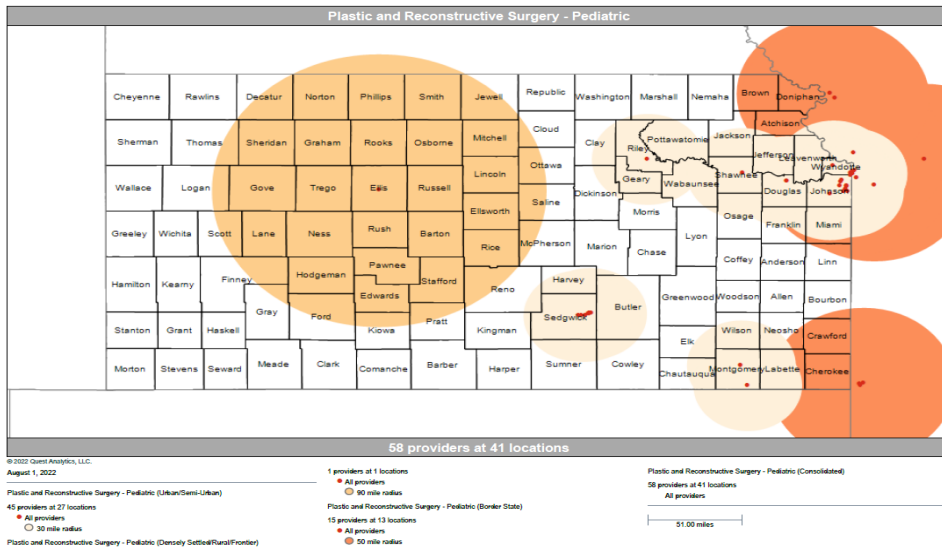 Plastic and Reconstructive Surgery - Pediatric
Cheyenne Rawlins Decatur Norton Phillips Smith Jewell Republic Washington Marshall Nemaha Brown Doniphan
Atchison
Sherman Thomas Sheridan Graham Rooks Osborne Mitchell Cloud Clay Riley Pottawatomie Jackson Jefferson Leavenworth Wyandotte
Wallace Logan Gove Trego Ellis Russell Lincoln Ottawa Saline Dickinson Geary Wabaunsee Shawnee Douglas Johnson
Greeley Wichita Scott Lane Ness Rush Barton Ellsworth Rice McPherson Marion Morris Chase Lyon Osage Franklin Miami
Hamilton Kearny Finney Hodgeman Pawnee Edwards Stafford Reno Harvey Butler Greenwood Coffey Anderson Linn
Woodson Allen Bourbon
Stanton Grant Haskell Gray Ford Kiowa Pratt Kingman Sedgwick Elk Wilson Neosho Crawford
Morton Stevens Seward Meade Clark Comanche Barber Harper Sumner Cowley Chautauqua Montgomery Labette Cherokee
58 providers at 41 locations
© 2022 Quest Analytics, LLC.
August 1, 2022
Plastic and Reconstructive Surgery - Pediatric (Urban/Semi-Urban)
45 providers at 27 locations
All providers
30 mile radius
Plastic and Reconstructive Surgery - Pediatric (Densely Settled/Rural/Frontier)
1 providers at 1 locations
All providers
90 mile radius
Plastic and Reconstructive Surgery - Pediatric (Border State)
15 providers at 13 locations
All providers
50 mile radius
Plastic and Reconstructive Surgery - Pediatric (Consolidated)
58 providers at 41 locations
All providers
51.00 miles